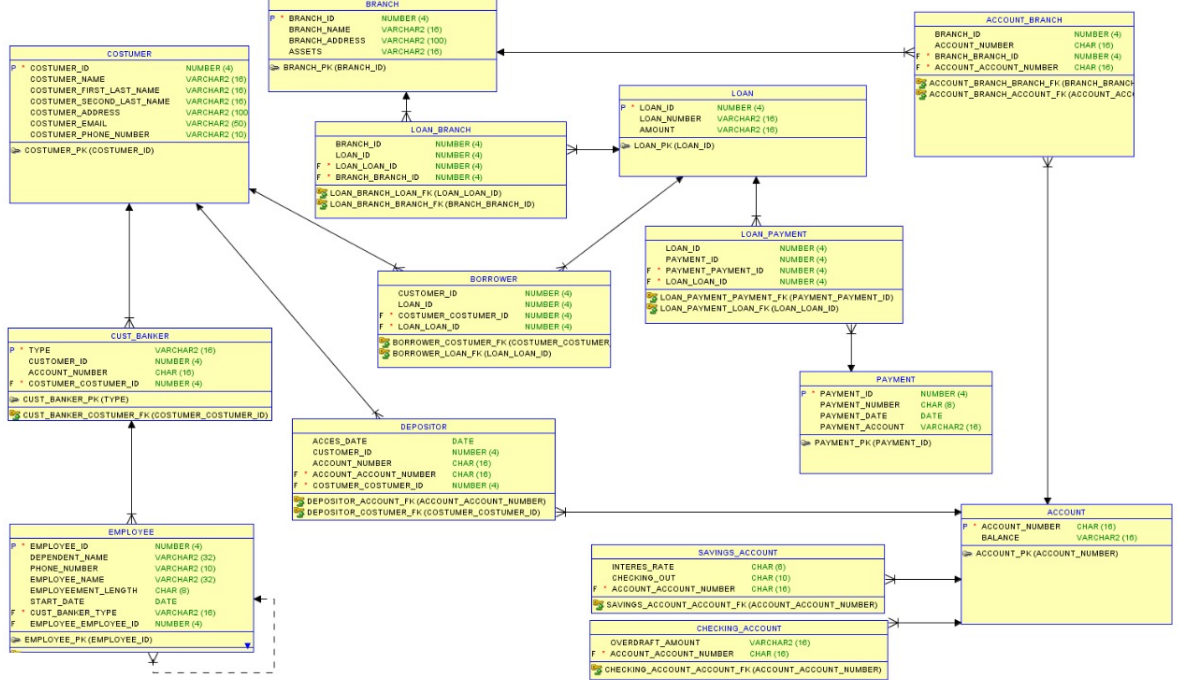 BRANCH
P * BRANCH_ID NUMBER (4)
BRANCH_NAME VARCHAR2 (16)
BRANCH_ADDRESS VARCHAR2 (100)
ASSETS VARCHAR2 (16)
BRANCH_PK (BRANCH_ID)
ACCOUNT_BRANCH
BRANCH_ID NUMBER (4)
ACCOUNT_NUMBER CHAR (16)
F * BRANCH_BRANCH_ID NUMBER (4)
F * ACCOUNT_ACCOUNT_NUMBER CHAR (16)
ACCOUNT_BRANCH_BRANCH_FK (BRANCH_BRANCH
ACCOUNT_BRANCH_ACCOUNT_FK (ACCOUNT_ACCO
COSTUMER
P * COSTUMER_ID NUMBER (4)
COSTUMER_NAME VARCHAR2 (16)
COSTUMER_FIRST_LAST_NAME VARCHAR2 (16)
COSTUMER_SECOND_LAST_NAME VARCHAR2 (16)
COSTUMER_ADDRESS VARCHAR2 (100
COSTUMER_EMAIL VARCHAR2 (50)
COSTUMER_PHONE_NUMBER VARCHAR2 (10)
COSTUMER_PK (COSTUMER_ID)
LOAN
P * LOAN_ID NUMBER (4)
LOAN_NUMBER VARCHAR2 (16)
AMOUNT VARCHAR2 (16)
LOAN_PK (LOAN_ID)
LOAN_BRANCH
BRANCH_ID NUMBER (4)
LOAN_ID NUMBER (4)
F * LOAN_LOAN_ID NUMBER (4)
F * BRANCH_BRANCH_ID NUMBER (4)
LOAN_BRANCH_LOAN_FK (LOAN_LOAN_ID)
LOAN_BRANCH_BRANCH_FK (BRANCH_BRANCH_ID)
LOAN_PAYMENT
LOAN_ID NUMBER (4)
PAYMENT_ID NUMBER (4)
F * PAYMENT_PAYMENT_ID NUMBER (4)
F * LOAN_LOAN_ID NUMBER (4)
LOAN_PAYMENT_PAYMENT_FK (PAYMENT_PAYMENT_ID)
LOAN_PAYMENT_LOAN_FK (LOAN_LOAN_ID)
BORROWER
CUSTOMER_ID NUMBER (4)
LOAN_ID NUMBER (4)
F * COSTUMER_COSTUMER_ID NUMBER (4)
F * LOAN_LOAN_ID NUMBER (4)
BORROWER_COSTUMER_FK (COSTUMER_COSTUMER
BORROWER_LOAN_FK (LOAN_LOAN_ID)
CUST_BANKER
P * TYPE VARCHAR2 (16)
CUSTOMER_ID NUMBER (4)
ACCOUNT_NUMBER CHAR (16)
F * COSTUMER_COSTUMER_ID NUMBER (4)
CUST_BANKER_PK (TYPE)
CUST_BANKER_COSTUMER_FK (COSTUMER_COSTUMER_ID)
PAYMENT
P * PAYMENT_ID NUMBER (4)
PAYMENT_NUMBER CHAR (8)
PAYMENT_DATE DATE
PAYMENT_ACCOUNT VARCHAR2 (16)
PAYMENT_PK (PAYMENT_ID)
DEPOSITOR
ACCES_DATE DATE
CUSTOMER_ID NUMBER (4)
ACCOUNT_NUMBER CHAR (16)
F * ACCOUNT_ACCOUNT_NUMBER CHAR (16)
F * COSTUMER_COSTUMER_ID NUMBER (4)
DEPOSITOR_ACCOUNT_FK (ACCOUNT_ACCOUNT_NUMBER)
DEPOSITOR_COSTUMER_FK (COSTUMER_COSTUMER_ID)
ACCOUNT
P * ACCOUNT_NUMBER CHAR (16)
BALANCE VARCHAR2 (16)
ACCOUNT_PK (ACCOUNT_NUMBER)
EMPLOYEE
P * EMPLOYEE_ID NUMBER (4)
DEPENDENT_NAME VARCHAR2 (32)
PHONE_NUMBER VARCHAR2 (10)
EMPLOYEE_NAME VARCHAR2 (32)
EMPLOYEEMENT_LENGTH CHAR (8)
START_DATE DATE
F * CUST_BANKER_TYPE VARCHAR2 (16)
F EMPLOYEE_EMPLOYEE_ID NUMBER (4)
EMPLOYEE_PK (EMPLOYEE_ID)
SAVINGS_ACCOUNT
INTERES_RATE CHAR (6)
CHECKING_OUT CHAR (10)
F * ACCOUNT_ACCOUNT_NUMBER CHAR (16)
SAVINGS_ACCOUNT_ACCOUNT_FK (ACCOUNT_ACCOUNT_NUMBER)
CHECKING_ACCOUNT
OVERDRAFT_AMOUNT VARCHAR2 (16)
F * ACCOUNT_ACCOUNT_NUMBER CHAR (16)
CHECKING_ACCOUNT_ACCOUNT_FK (ACCOUNT_ACCOUNT_NUMBER)